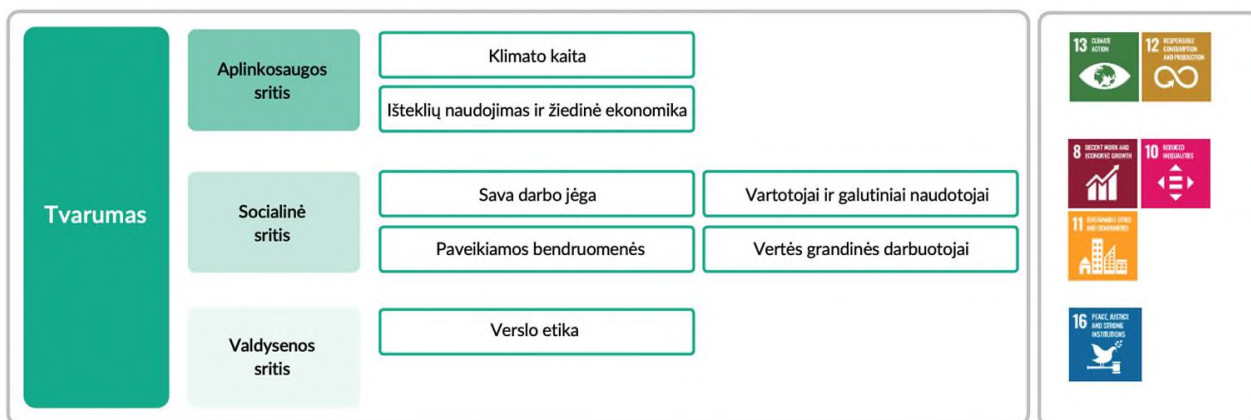 Tvarumas
Aplinkosaugos
sritis
Klimato kaita
Išteklių naudojimas ir žiedinė ekonomika
Socialinė
sritis
Sava darbo jėga
Vartotojai ir galutiniai naudotojai
Paveikiamos bendruomenės
Vertės grandinės darbuotojai
Valdysenos
sritis
Verslo etika
13 CLIMATE
ACTION
12 RESPONSIBLE
CONSUMPTION
AND PRODUCTION
8 DECENT WORK AND
ECONOMIC GROWTH
10 REDUCED
INEQUALITIES
11 SUSTAINABLE CITIES
AND COMMUNITIES
16 PEACE, JUSTICE
AND STRONG
INSTITUTIONS